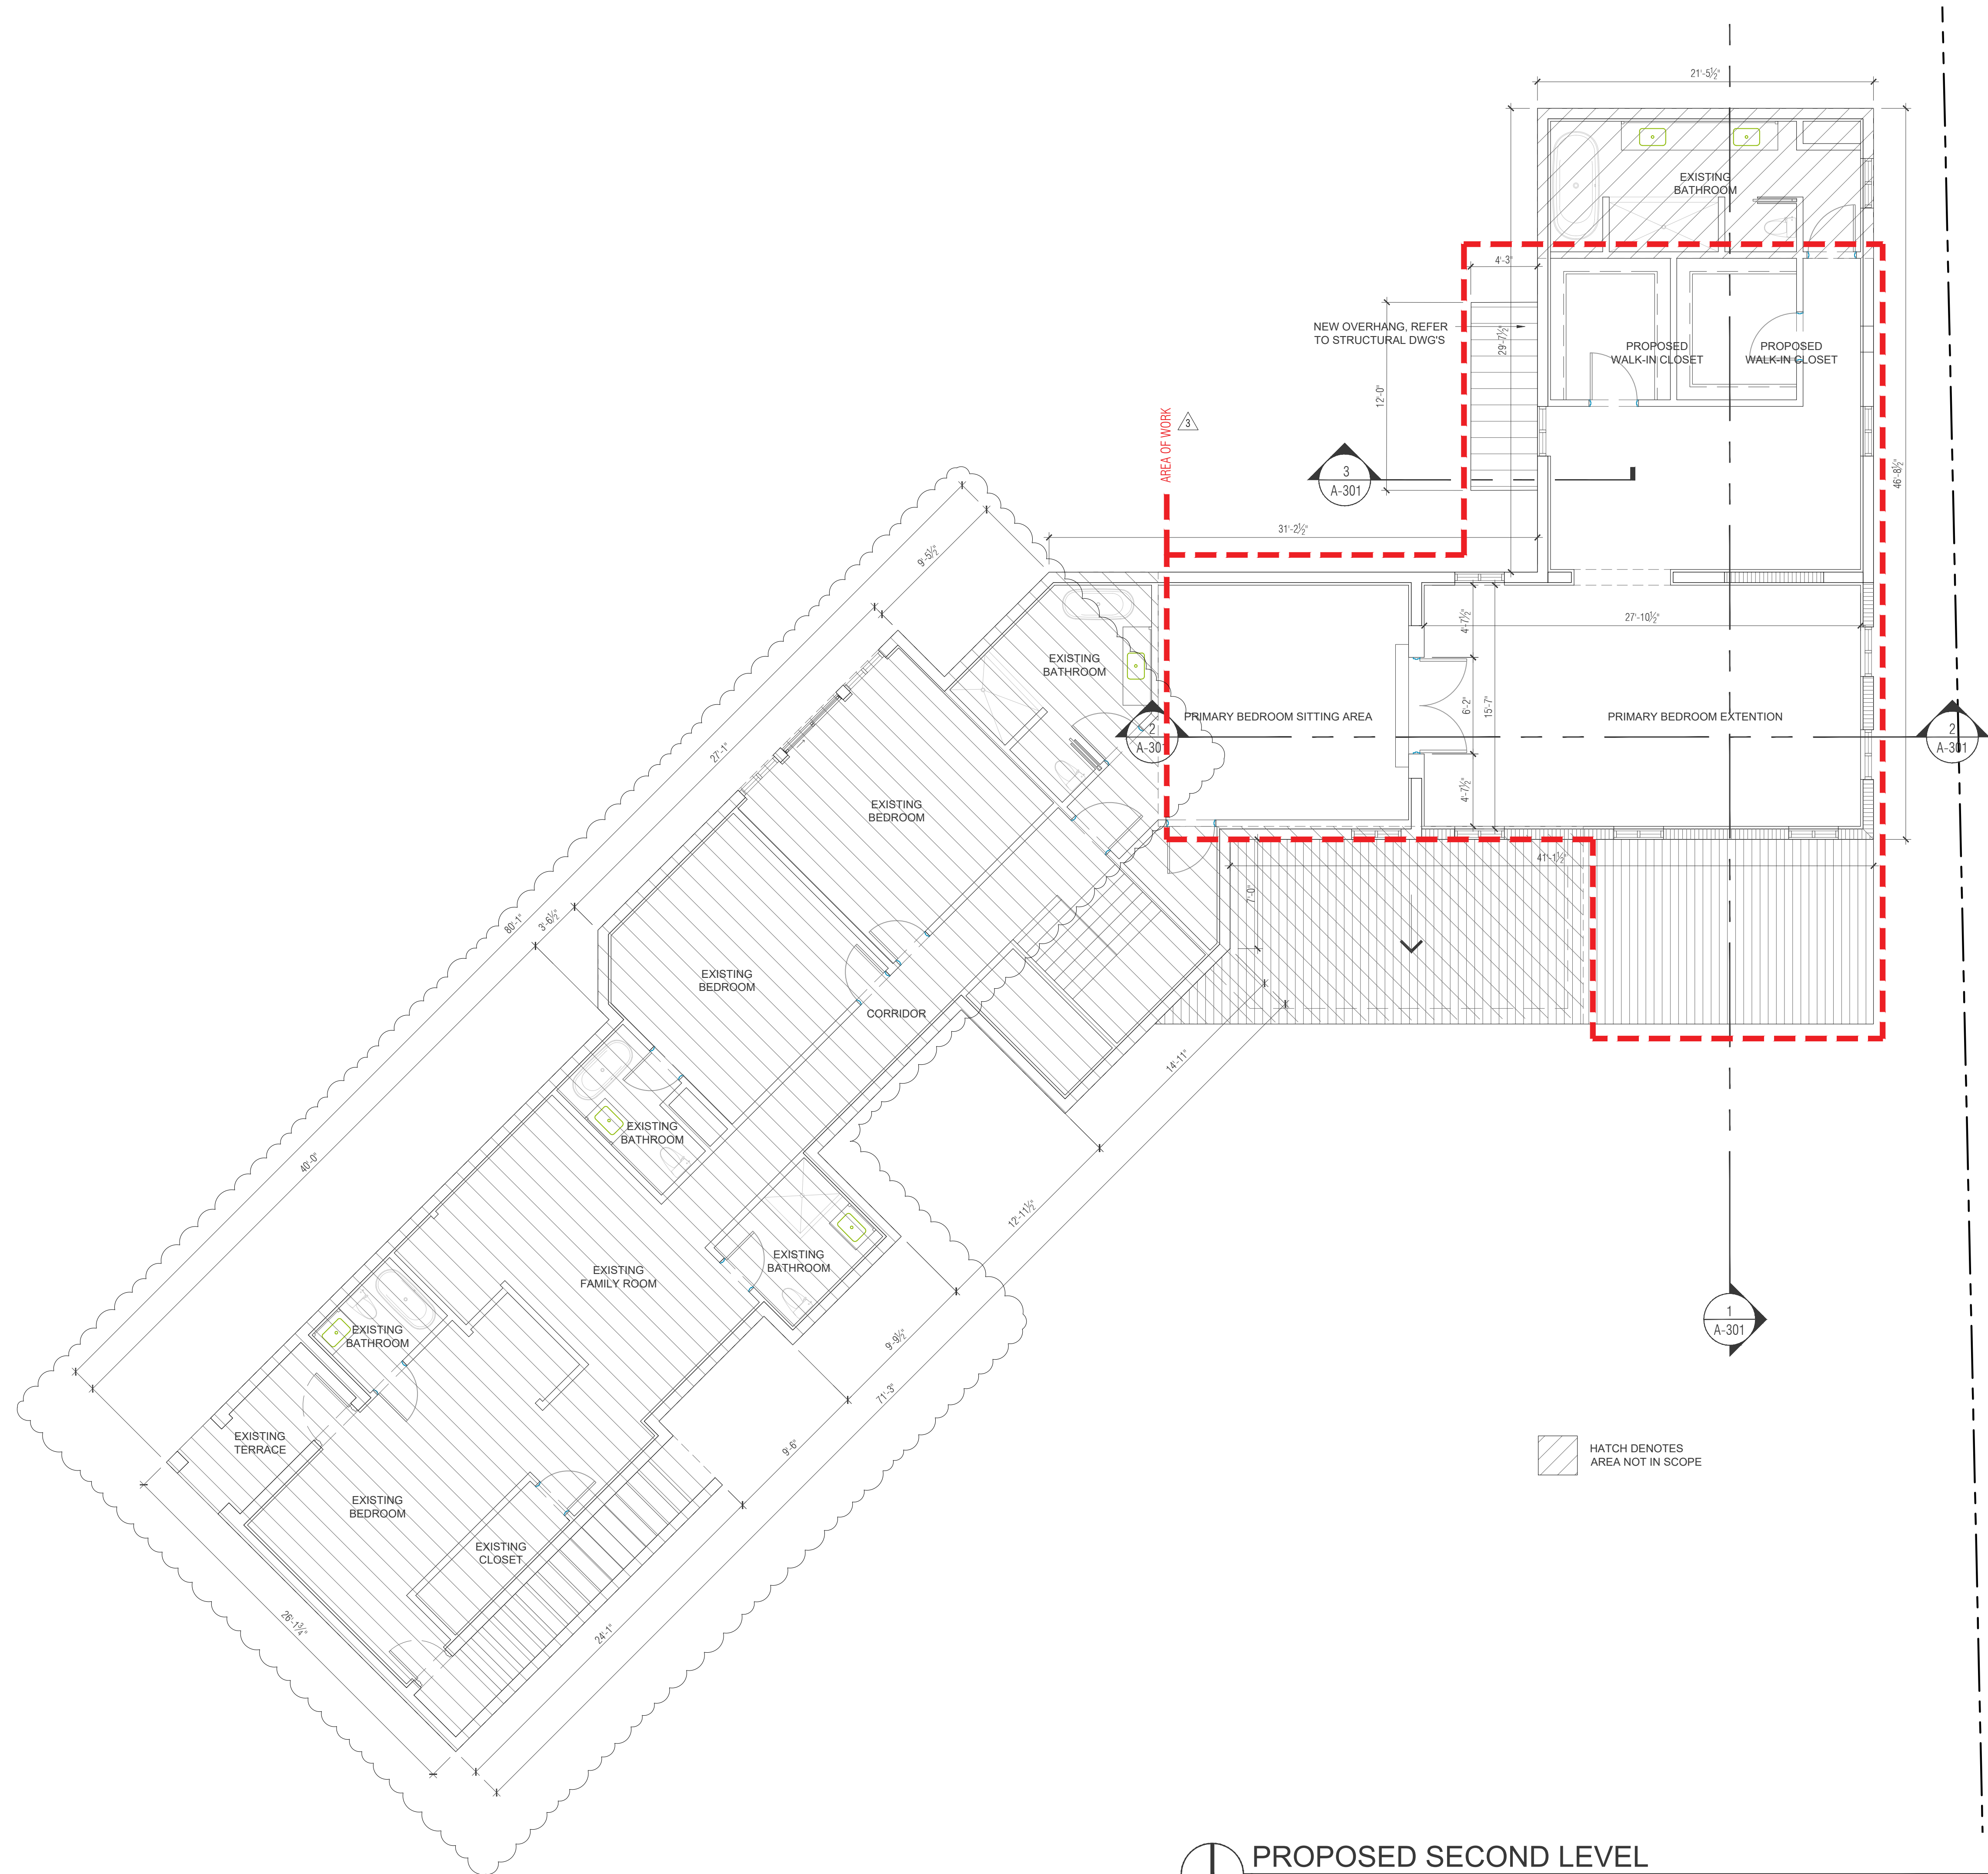 21'-5½"
EXISTING
BATHROOM
4'-3"
NEW OVERHANG, REFER
TO STRUCTURAL DWG'S
29'-7½"
PROPOSED
WALK-IN CLOSET
PROPOSED
WALK-IN CLOSET
12'-0"
AREA OF WORK
3
3
A-301
46'-8½"
31'-2½"
9'-5½"
4'-7½"
27'-10½"
EXISTING
BATHROOM
6'-2"
15'-7"
PRIMARY BEDROOM SITTING AREA
PRIMARY BEDROOM EXTENTION
2
A-301
2
A-301
27'-1"
4'-7½"
EXISTING
BEDROOM
41'-1½"
7'-0"
80'-1"
3'-6½"
EXISTING
BEDROOM
CORRIDOR
14'-11"
EXISTING
BATHROOM
40'-0"
12'-11½"
EXISTING
BATHROOM
EXISTING
FAMILY ROOM
1
A-301
EXISTING
BATHROOM
9'-9½"
71'-3"
EXISTING
TERRACE
9'-6"
HATCH DENOTES
AREA NOT IN SCOPE
EXISTING
BEDROOM
EXISTING
CLOSET
26'-1¾"
24'-1"
PROPOSED SECOND LEVEL